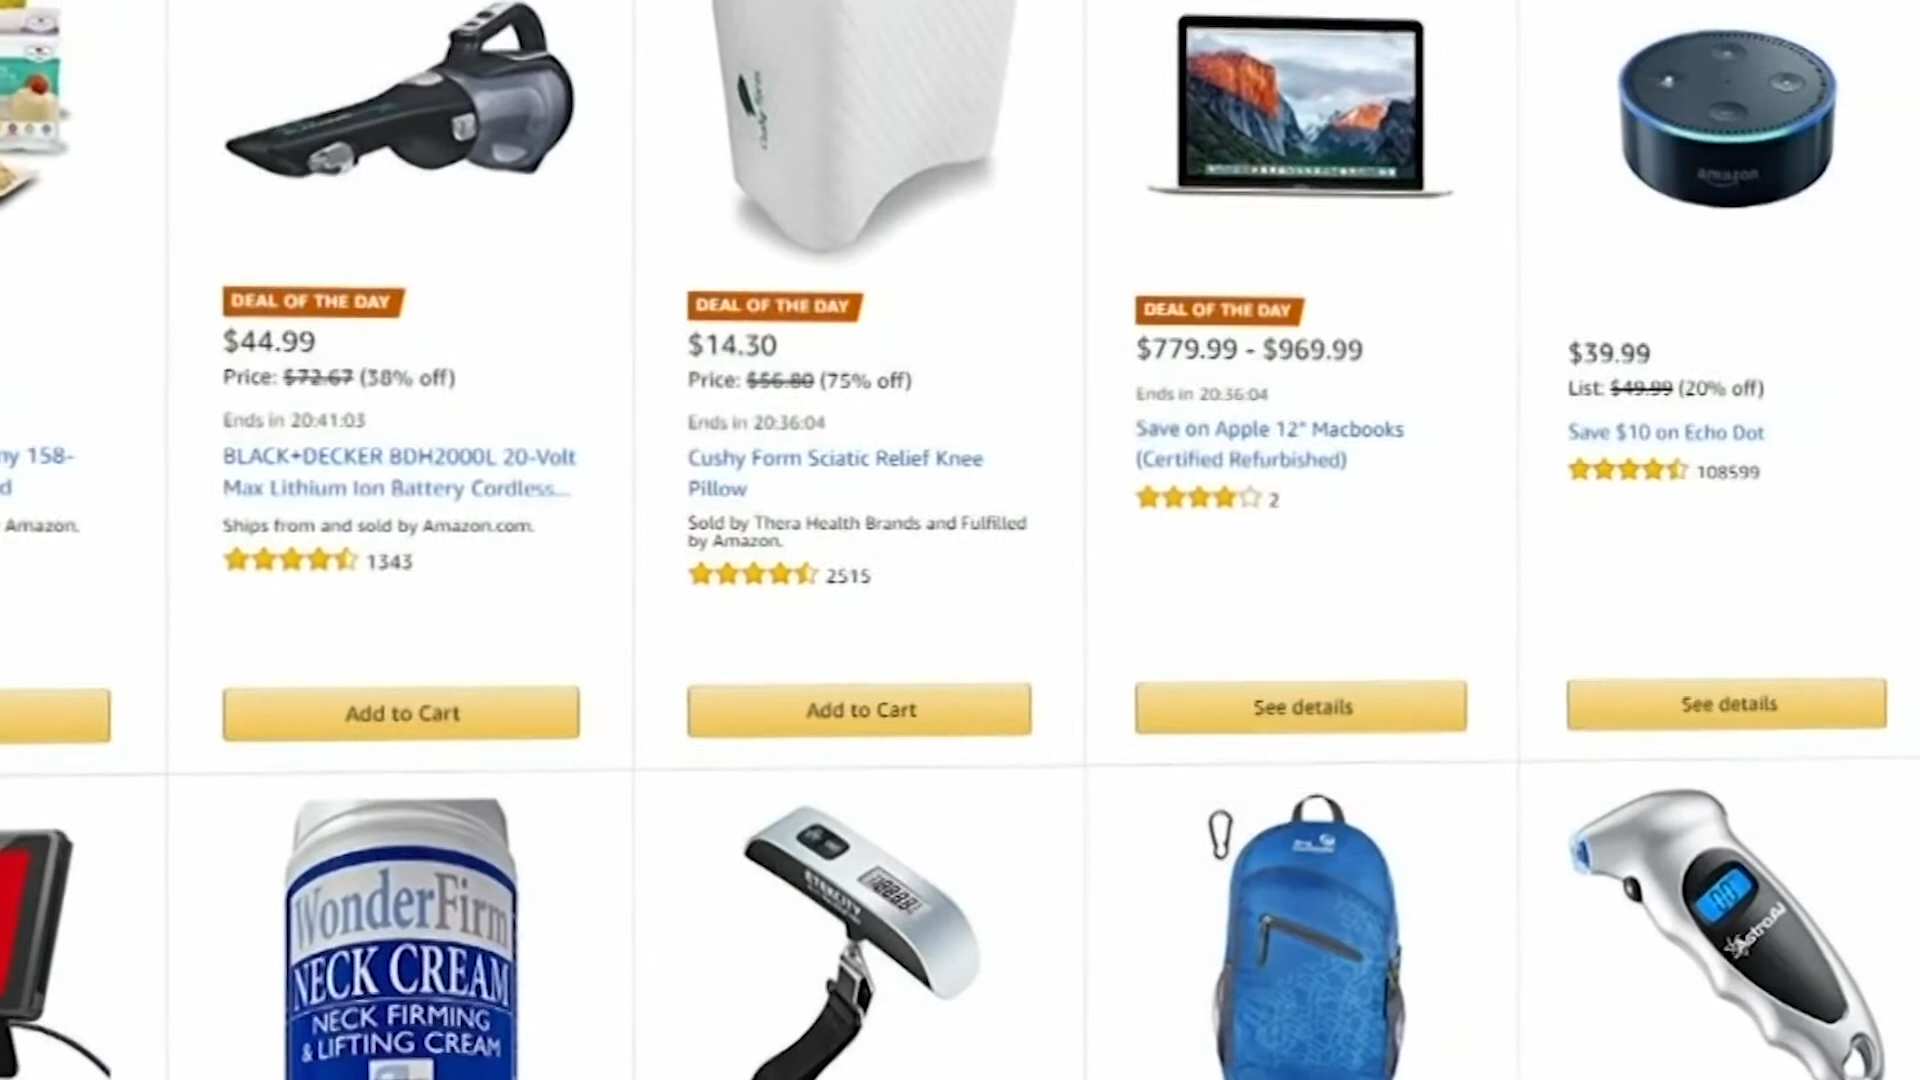 amazon
DEAL OF THE DAY
$44.99
Price: $72.67 (38% off)
Ends in 20:41:03
BLACK+DECKER BDH2000L 20-Volt
Max Lithium Ion Battery Cordless...
Ships from and sold by Amazon.com.
1343
Add to Cart
DEAL OF THE DAY
$14.30
Price: $56.80 (75% off)
Ends in 20:36:04
Cushy Form Sciatic Relief Knee
Pillow
Sold by Thera Health Brands and Fulfilled
by Amazon.
2515
Add to Cart
DEAL OF THE DAY
$779.99 - $969.99
Ends in 20:36:04
Save on Apple 12" Macbooks
(Certified Refurbished)
2
See details
$39.99
List: $49.99 (20% off)
Save $10 on Echo Dot
108599
See details
ny 158-
d
Amazon.
WonderFirm
NECK CREAM
NECK FIRMING
& LIFTING CREAM
ETEKCITY
AstroAI